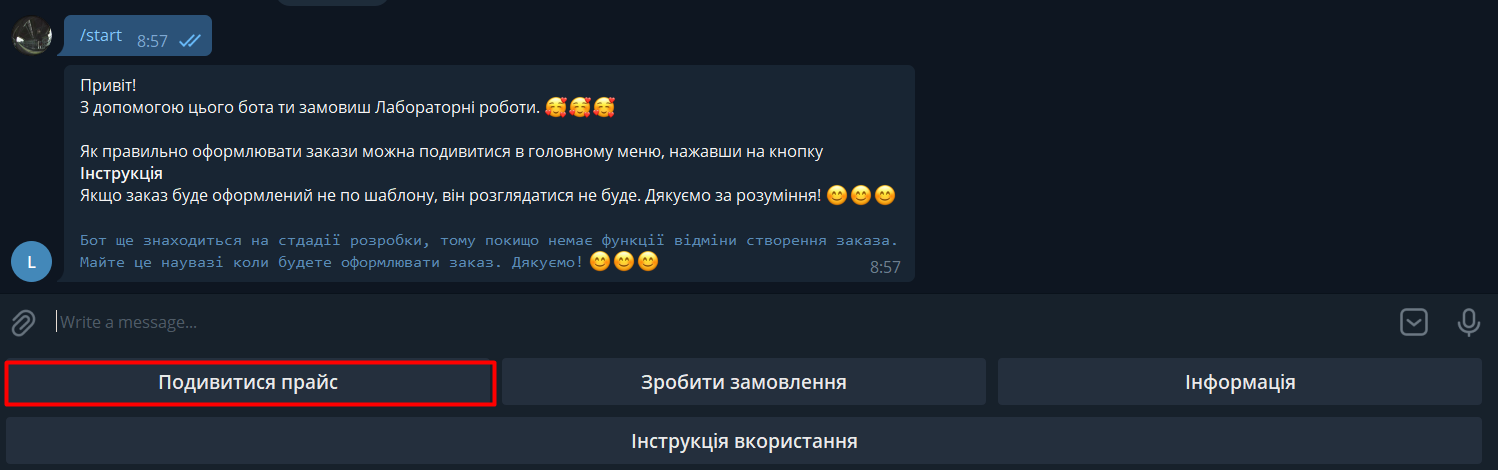 /start 8:57
Привіт!
З допомогою цього бота ти замовиш Лабораторні роботи. 🥰🥰🥰
Як правильно оформлювати закази можна подивитися в головному меню, нажавши на кнопку
Інструкція
Якщо заказ буде оформлений не по шаблону, він розглядатися не буде. Дякуємо за розуміння! 😊😊😊
Бот ще знаходиться на стдадії розробки, тому покищо немає функції відміни створення заказа.
Майте це наувазі коли будете оформлювати заказ. Дякуємо! 😊😊😊
8:57
L
Write a message...
Подивитися прайс
Зробити замовлення
Інформація
Інструкція вкористання